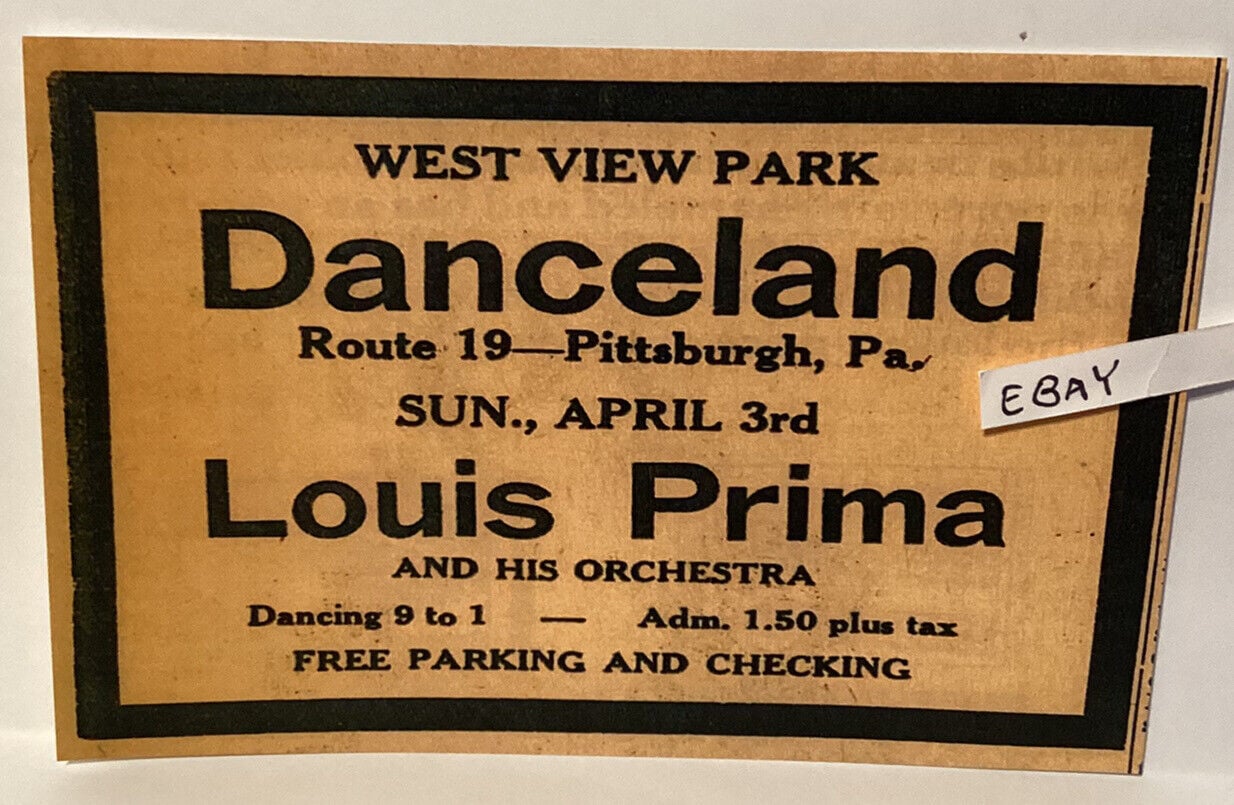 WEST VIEW PARK
Danceland
Route 19—Pittsburgh, Pa.
EBAY
SUN., APRIL 3rd
Louis Prima
AND HIS ORCHESTRA
Dancing 9 to 1 — Adm. 1.50 plus tax
FREE PARKING AND CHECKING